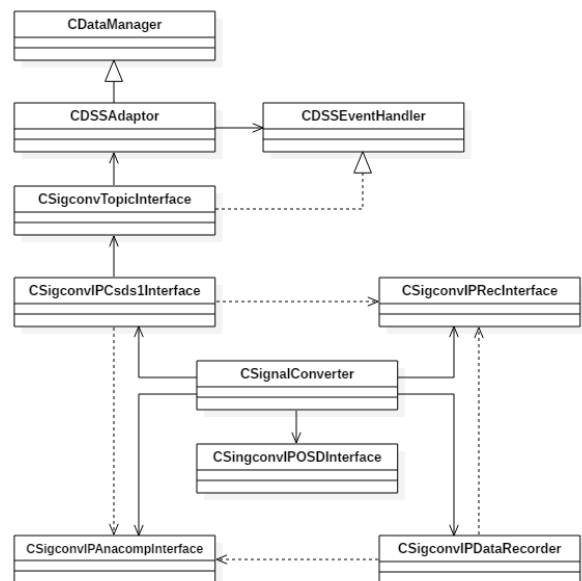 CDataManager
CDSSAdaptor
CDSSEventHandler
CSigconvTopicInterface
CSigconvIPCsds1Interface
CSigconvIPRecInterface
CSignalConverter
CSingconvIPOSDInterface
CSigconvIPAnacompInterface
CSigconvIPDataRecorder